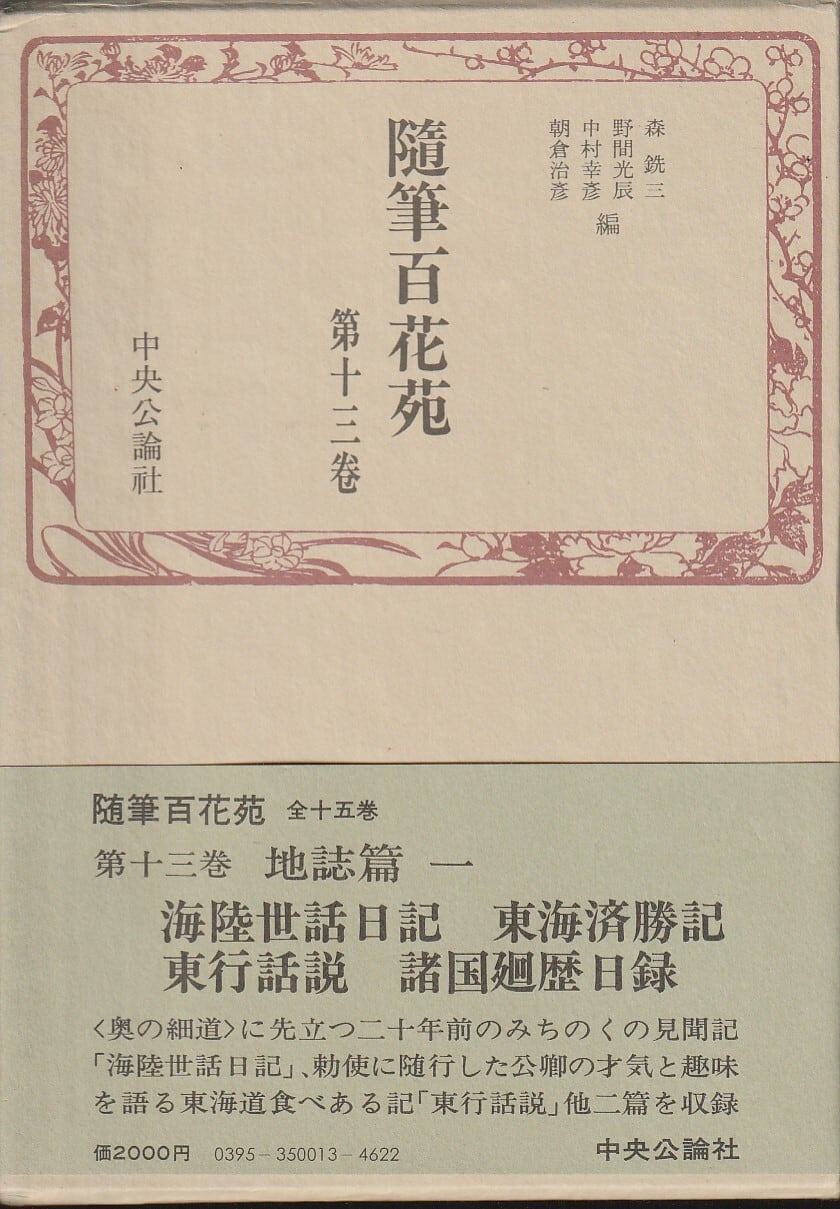 森 銑三
野間光辰
中村幸彥
朝倉治彥
編
隨筆百花苑
第十三卷
中央公論社
随筆百花苑 全十五巻
第十三巻 地誌篇 一
海陸世話日記 東海済勝記
東行話説 諸国廻歴日録
〈奥の細道〉に先立つ二十年前のみちのくの見聞記
「海陸世話日記」、勅使に随行した公卿の才気と趣味
を語る東海道食べある記「東行話説」他二篇を収録
価2000円 0395－350013－4622
中央公論社